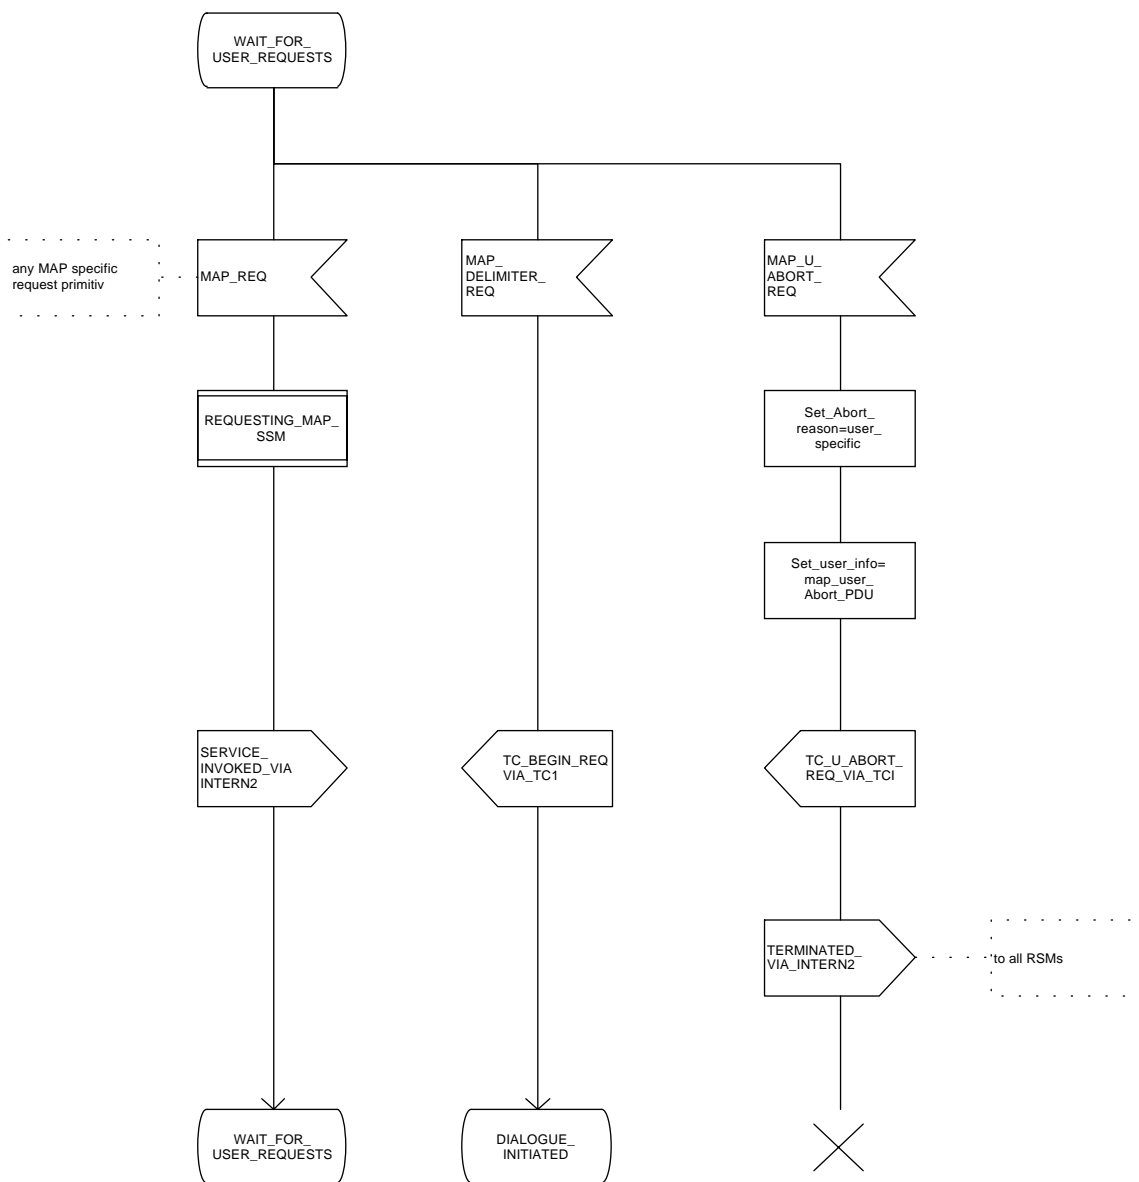 WAIT_FOR_
USER_REQUESTS
any MAP specific
request primitiv
MAP_REQ
MAP_
DELIMITER_
REQ
MAP_U_
ABORT_
REQ
REQUESTING_MAP_
SSM
Set_Abort_
reason=user_
specific
Set_user_info=
map_user_
Abort_PDU
SERVICE_
INVOKED_VIA
INTERN2
TC_BEGIN_REQ
VIA_TC1
TC_U_ABORT_
REQ_VIA_TCI
TERMINATED_
VIA_INTERN2
to all RSMs
WAIT_FOR_
USER_REQUESTS
DIALOGUE_
INITIATED